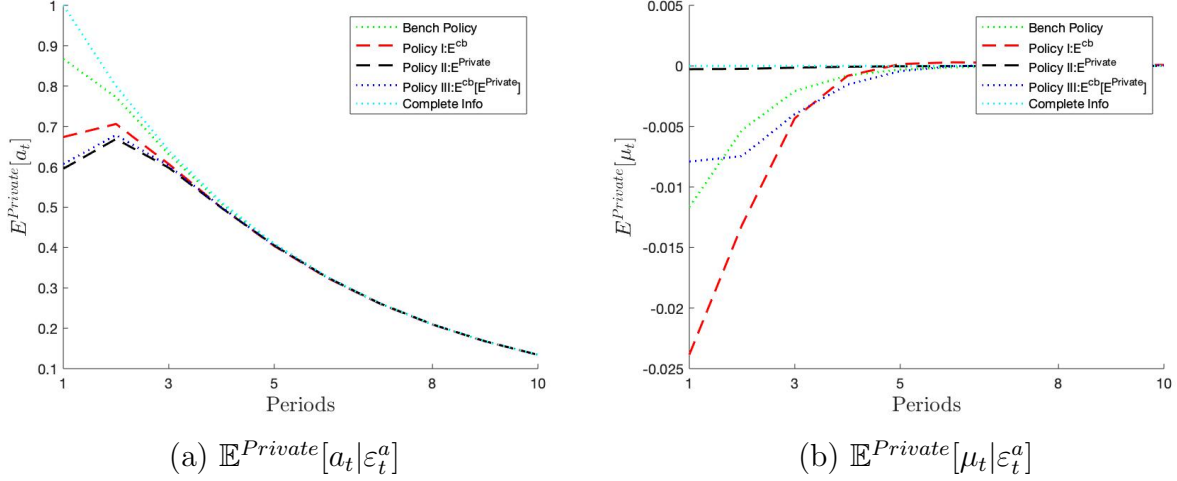 1
0.9
0.8
0.7
0.6
0.5
0.4
0.3
0.2
0.1
E^{Private}[a_t]
1 3 5 8 10
Periods
Bench Policy
Policy I:E^{cb}
Policy II:E^{Private}
Policy III:E^{cb}[E^{Private}]
Complete Info
(a) 𝔼^{Private}[a_t|ε_t^a]
0.005
0
-0.005
-0.01
-0.015
-0.02
-0.025
E^{Private}[μ_t]
1 3 5 8 10
Periods
Bench Policy
Policy I:E^{cb}
Policy II:E^{Private}
Policy III:E^{cb}[E^{Private}]
Complete Info
(b) 𝔼^{Private}[μ_t|ε_t^a]